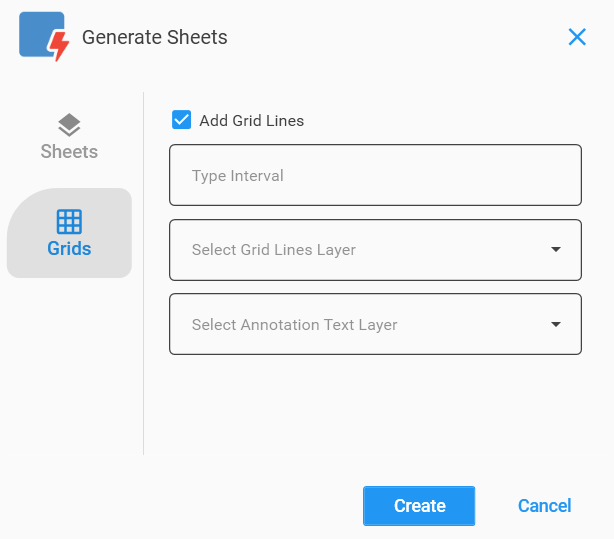 Generate Sheets
Sheets
Grids
Add Grid Lines
Type Interval
Select Grid Lines Layer
Select Annotation Text Layer
Create
Cancel